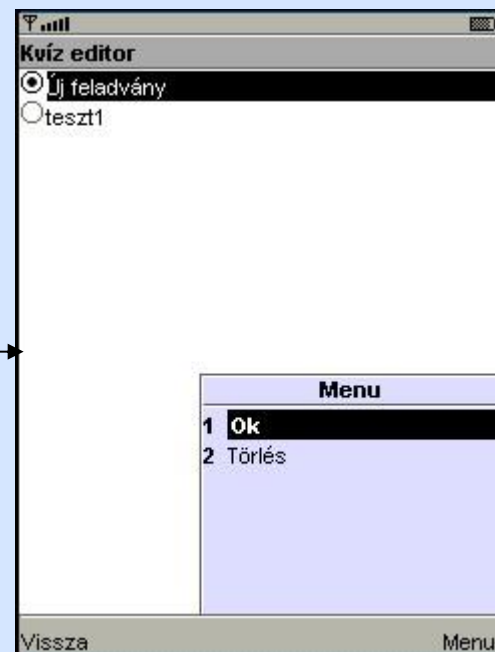 Kvíz editor
Új feladvány
teszt1
Menu
1 Ok
2 Törlés
Vissza Menu